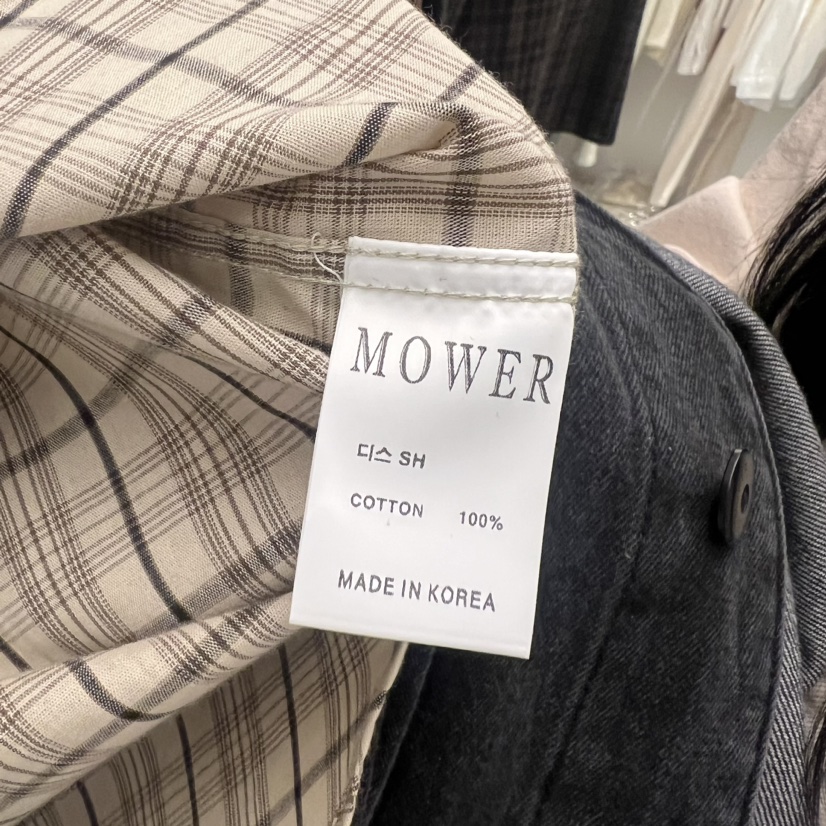 MOWER
디스 SH
COTTON 100%
MADE IN KOREA